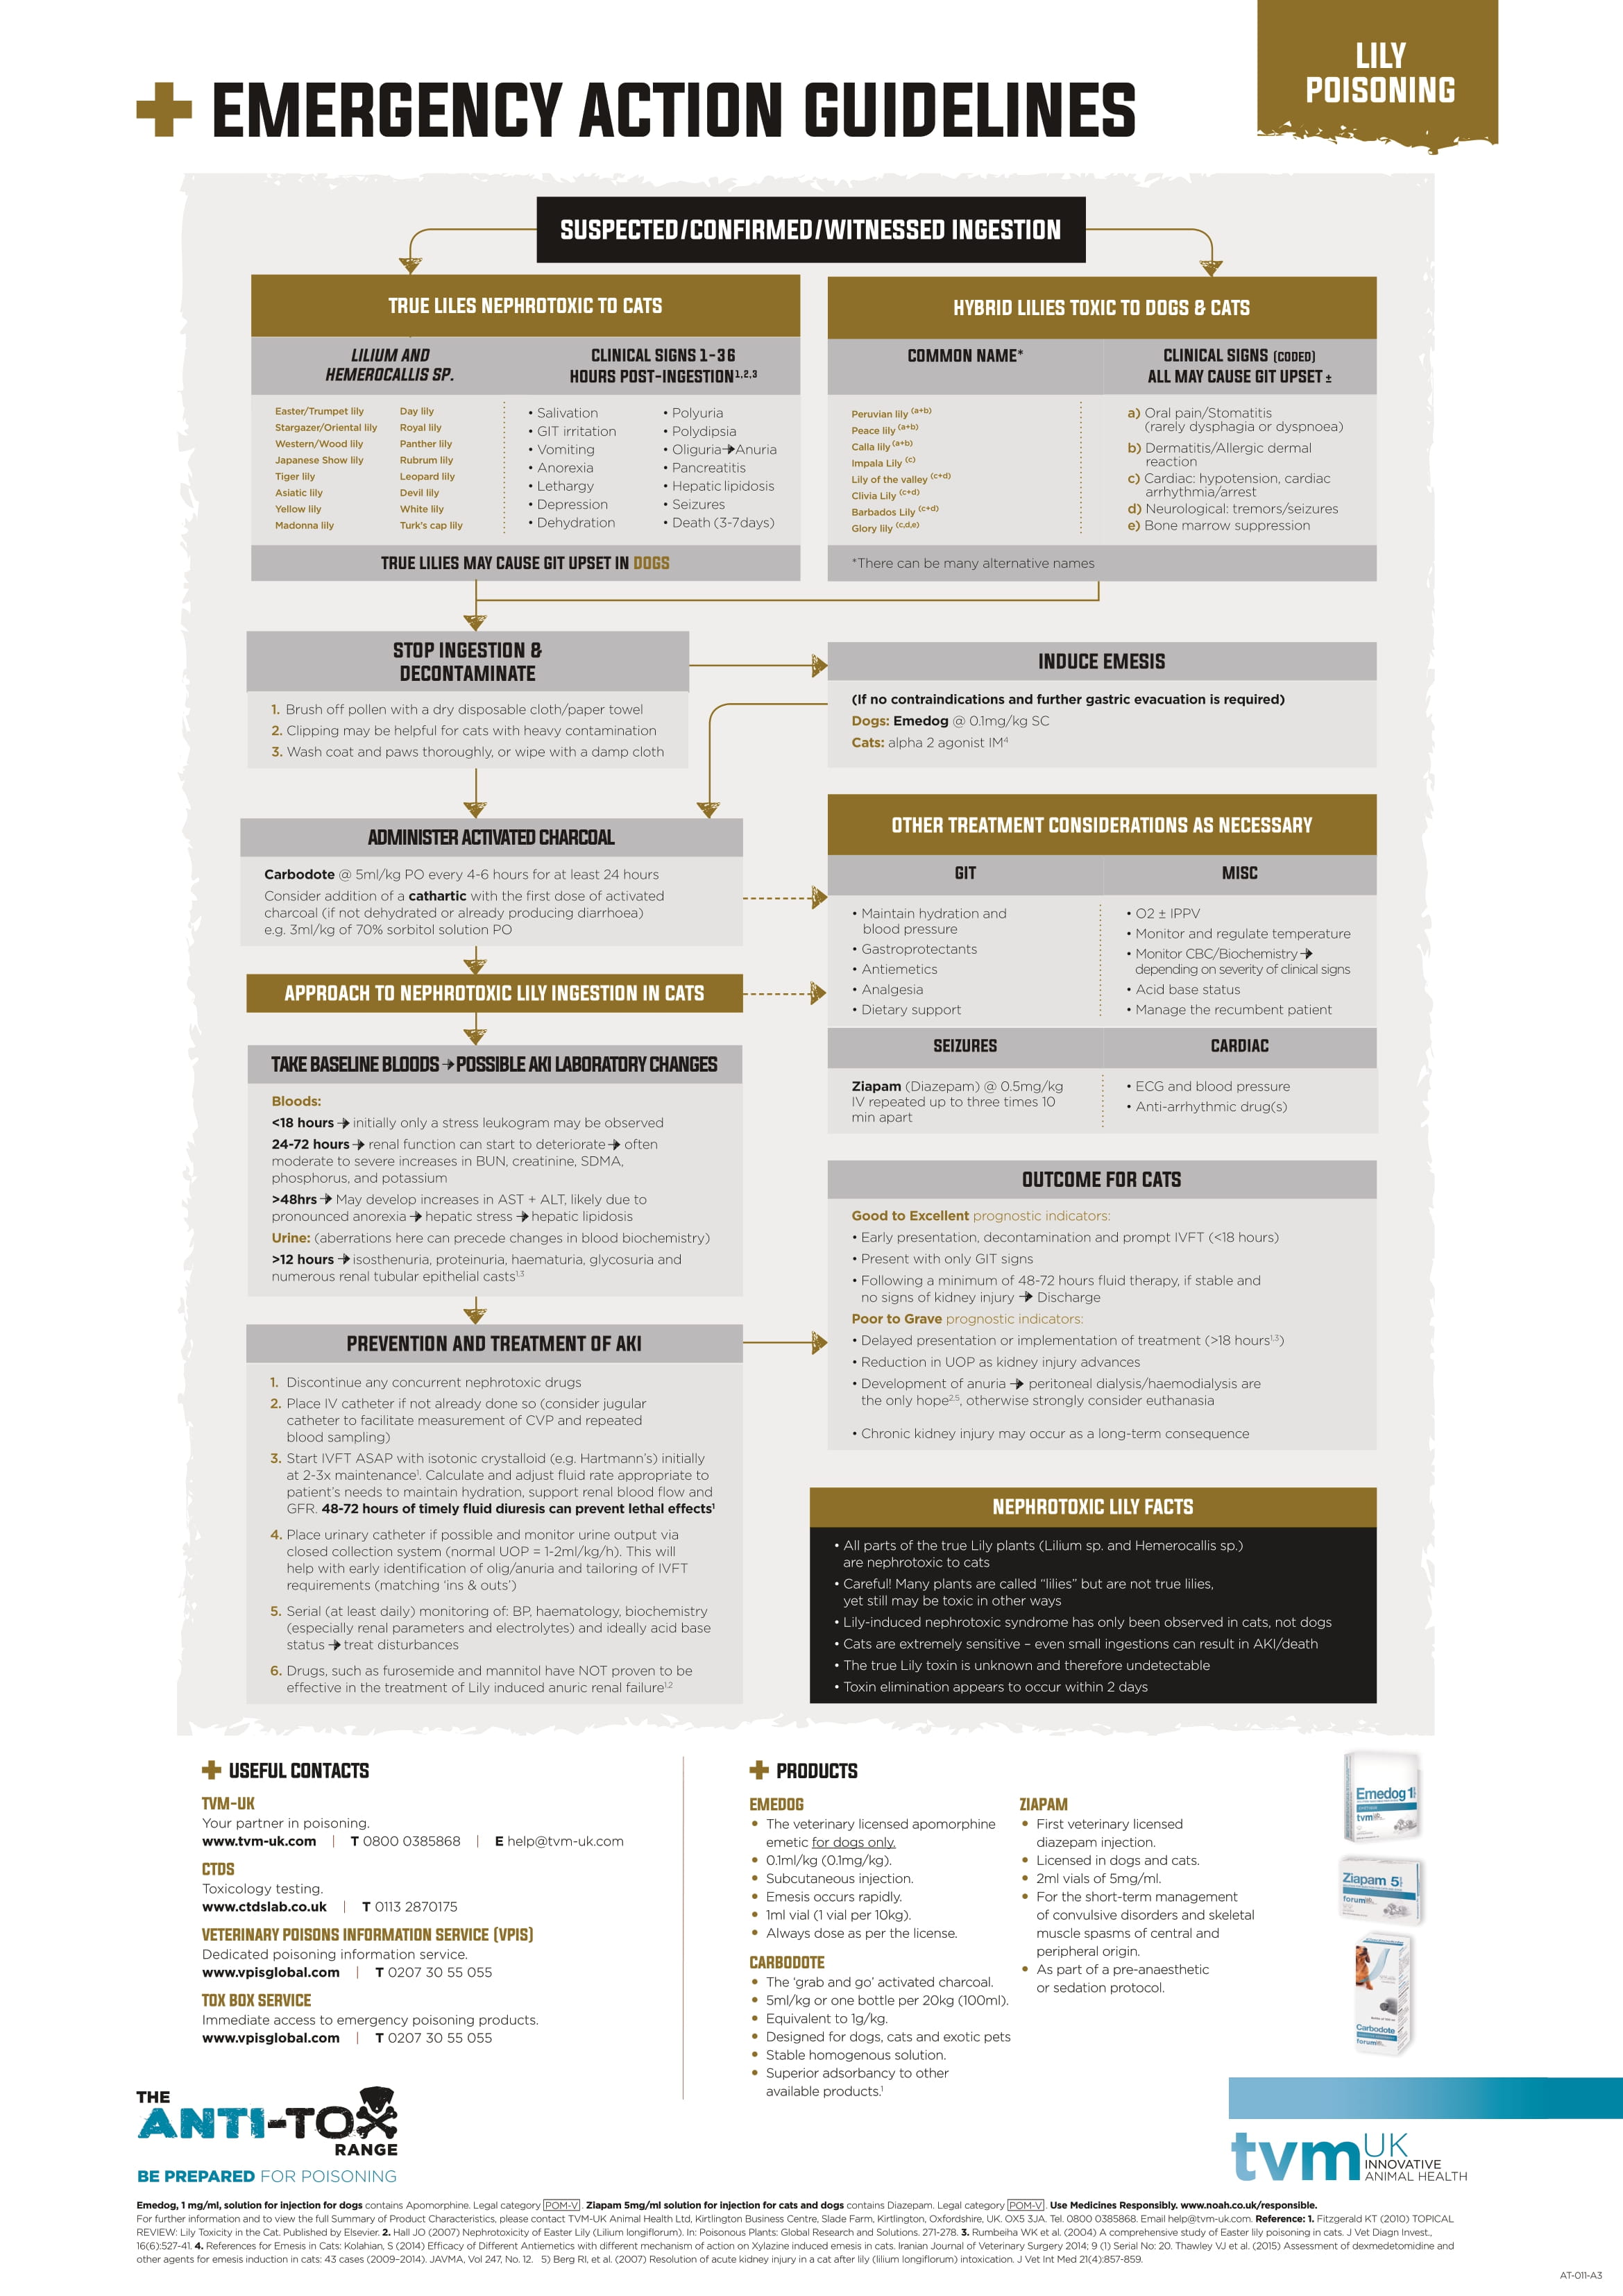 LILY
POISONING
EMERGENCY ACTION GUIDELINES
SUSPECTED/CONFIRMED/WITNESSED INGESTION
TRUE LILES NEPHROTOXIC TO CATS
LILIUM AND
HEMEROCALLIS SP.
CLINICAL SIGNS 1-36
HOURS POST-INGESTION1,2,3
Easter/Trumpet lily
Stargazer/Oriental lily
Western/Wood lily
Japanese Show lily
Tiger lily
Asiatic lily
Yellow lily
Madonna lily
Day lily
Royal lily
Panther lily
Rubrum lily
Leopard lily
Devil lily
White lily
Turk's cap lily
• Salivation
• GIT irritation
• Vomiting
• Anorexia
• Lethargy
• Depression
• Dehydration
• Polyuria
• Polydipsia
• Oliguria→Anuria
• Pancreatitis
• Hepatic lipidosis
• Seizures
• Death (3-7days)
TRUE LILIES MAY CAUSE GIT UPSET IN DOGS
HYBRID LILIES TOXIC TO DOGS & CATS
COMMON NAME*
CLINICAL SIGNS (CODED)
ALL MAY CAUSE GIT UPSET ±
Peruvian lily (a+b)
Peace lily (a+b)
Calla lily (a+b)
Impala Lily (c)
Lily of the valley (c+d)
Clivia Lily (c+d)
Barbados Lily (c+d)
Glory lily (c,d,e)
a) Oral pain/Stomatitis
(rarely dysphagia or dyspnoea)
b) Dermatitis/Allergic dermal
reaction
c) Cardiac: hypotension, cardiac
arrhythmia/arrest
d) Neurological: tremors/seizures
e) Bone marrow suppression
*There can be many alternative names
STOP INGESTION &
DECONTAMINATE
1. Brush off pollen with a dry disposable cloth/paper towel
2. Clipping may be helpful for cats with heavy contamination
3. Wash coat and paws thoroughly, or wipe with a damp cloth
INDUCE EMESIS
(If no contraindications and further gastric evacuation is required)
Dogs: Emedog @ 0.1mg/kg SC
Cats: alpha 2 agonist IM4
ADMINISTER ACTIVATED CHARCOAL
Carbodote @ 5ml/kg PO every 4-6 hours for at least 24 hours
Consider addition of a cathartic with the first dose of activated
charcoal (if not dehydrated or already producing diarrhoea)
e.g. 3ml/kg of 70% sorbitol solution PO
APPROACH TO NEPHROTOXIC LILY INGESTION IN CATS
TAKE BASELINE BLOODS → POSSIBLE AKI LABORATORY CHANGES
Bloods:
<18 hours → initially only a stress leukogram may be observed
24-72 hours → renal function can start to deteriorate → often
moderate to severe increases in BUN, creatinine, SDMA,
phosphorus, and potassium
>48hrs → May develop increases in AST + ALT, likely due to
pronounced anorexia → hepatic stress → hepatic lipidosis
Urine: (aberrations here can precede changes in blood biochemistry)
>12 hours → isosthenuria, proteinuria, haematuria, glycosuria and
numerous renal tubular epithelial casts1,3
PREVENTION AND TREATMENT OF AKI
1. Discontinue any concurrent nephrotoxic drugs
2. Place IV catheter if not already done so (consider jugular
catheter to facilitate measurement of CVP and repeated
blood sampling)
3. Start IVFT ASAP with isotonic crystalloid (e.g. Hartmann's) initially
at 2-3x maintenance1. Calculate and adjust fluid rate appropriate to
patient's needs to maintain hydration, support renal blood flow and
GFR. 48-72 hours of timely fluid diuresis can prevent lethal effects1
4. Place urinary catheter if possible and monitor urine output via
closed collection system (normal UOP = 1-2ml/kg/h). This will
help with early identification of olig/anuria and tailoring of IVFT
requirements (matching 'ins & outs')
5. Serial (at least daily) monitoring of: BP, haematology, biochemistry
(especially renal parameters and electrolytes) and ideally acid base
status → treat disturbances
6. Drugs, such as furosemide and mannitol have NOT proven to be
effective in the treatment of Lily induced anuric renal failure1,2
OTHER TREATMENT CONSIDERATIONS AS NECESSARY
GIT
• Maintain hydration and
blood pressure
• Gastroprotectants
• Antiemetics
• Analgesia
• Dietary support
MISC
• O2 ± IPPV
• Monitor and regulate temperature
• Monitor CBC/Biochemistry →
depending on severity of clinical signs
• Acid base status
• Manage the recumbent patient
SEIZURES
Ziapam (Diazepam) @ 0.5mg/kg
IV repeated up to three times 10
min apart
CARDIAC
• ECG and blood pressure
• Anti-arrhythmic drug(s)
OUTCOME FOR CATS
Good to Excellent prognostic indicators:
• Early presentation, decontamination and prompt IVFT (<18 hours)
• Present with only GIT signs
• Following a minimum of 48-72 hours fluid therapy, if stable and
no signs of kidney injury → Discharge
Poor to Grave prognostic indicators:
• Delayed presentation or implementation of treatment (>18 hours1,3)
• Reduction in UOP as kidney injury advances
• Development of anuria → peritoneal dialysis/haemodialysis are
the only hope2,5, otherwise strongly consider euthanasia
• Chronic kidney injury may occur as a long-term consequence
NEPHROTOXIC LILY FACTS
• All parts of the true Lily plants (Lilium sp. and Hemerocallis sp.)
are nephrotoxic to cats
• Careful! Many plants are called “lilies” but are not true lilies,
yet still may be toxic in other ways
• Lily-induced nephrotoxic syndrome has only been observed in cats, not dogs
• Cats are extremely sensitive – even small ingestions can result in AKI/death
• The true Lily toxin is unknown and therefore undetectable
• Toxin elimination appears to occur within 2 days
USEFUL CONTACTS
TVM-UK
Your partner in poisoning.
www.tvm-uk.com | T 0800 0385868 | E help@tvm-uk.com
CTDS
Toxicology testing.
www.ctdslab.co.uk | T 0113 2870175
VETERINARY POISONS INFORMATION SERVICE (VPIS)
Dedicated poisoning information service.
www.vpisglobal.com | T 0207 30 55 055
TOX BOX SERVICE
Immediate access to emergency poisoning products.
www.vpisglobal.com | T 0207 30 55 055
PRODUCTS
EMEDOG
• The veterinary licensed apomorphine
emetic for dogs only.
• 0.1ml/kg (0.1mg/kg).
• Subcutaneous injection.
• Emesis occurs rapidly.
• 1ml vial (1 vial per 10kg).
• Always dose as per the license.
CARBODOTE
• The 'grab and go' activated charcoal.
• 5ml/kg or one bottle per 20kg (100ml).
• Equivalent to 1g/kg.
• Designed for dogs, cats and exotic pets
• Stable homogenous solution.
• Superior adsorbancy to other
available products.1
ZIAPAM
• First veterinary licensed
diazepam injection.
• Licensed in dogs and cats.
• 2ml vials of 5mg/ml.
• For the short-term management
of convulsive disorders and skeletal
muscle spasms of central and
peripheral origin.
• As part of a pre-anaesthetic
or sedation protocol.
Emedog 1
tvm
Ziapam 5
forum
Carbodote
forum
THE
ANTI-TOX
RANGE
BE PREPARED FOR POISONING
tvm UK
INNOVATIVE
ANIMAL HEALTH
Emedog, 1 mg/ml, solution for injection for dogs contains Apomorphine. Legal category POM-V. Ziapam 5mg/ml solution for injection for cats and dogs contains Diazepam. Legal category POM-V. Use Medicines Responsibly. www.noah.co.uk/responsible.
For further information and to view the full Summary of Product Characteristics, please contact TVM-UK Animal Health Ltd, Kirtlington Business Centre, Slade Farm, Kirtlington, Oxfordshire, UK. OX5 3JA. Tel. 0800 0385868. Email help@tvm-uk.com. Reference: 1. Fitzgerald KT (2010) TOPICAL
REVIEW: Lily Toxicity in the Cat. Published by Elsevier. 2. Hall JO (2007) Nephrotoxicity of Easter Lily (Lilium longiflorum). In: Poisonous Plants: Global Research and Solutions. 271-278. 3. Rumbeiha WK et al. (2004) A comprehensive study of Easter lily poisoning in cats. J Vet Diagn Invest.,
16(6):527-41. 4. References for Emesis in Cats: Kolahian, S (2014) Efficacy of Different Antiemetics with different mechanism of action on Xylazine induced emesis in cats. Iranian Journal of Veterinary Surgery 2014; 9 (1) Serial No: 20. Thawley VJ et al. (2015) Assessment of dexmedetomidine and
other agents for emesis induction in cats: 43 cases (2009–2014). JAVMA, Vol 247, No. 12. 5) Berg RI, et al. (2007) Resolution of acute kidney injury in a cat after lily (lilium longiflorum) intoxication. J Vet Int Med 21(4):857-859.
AT-011-A3